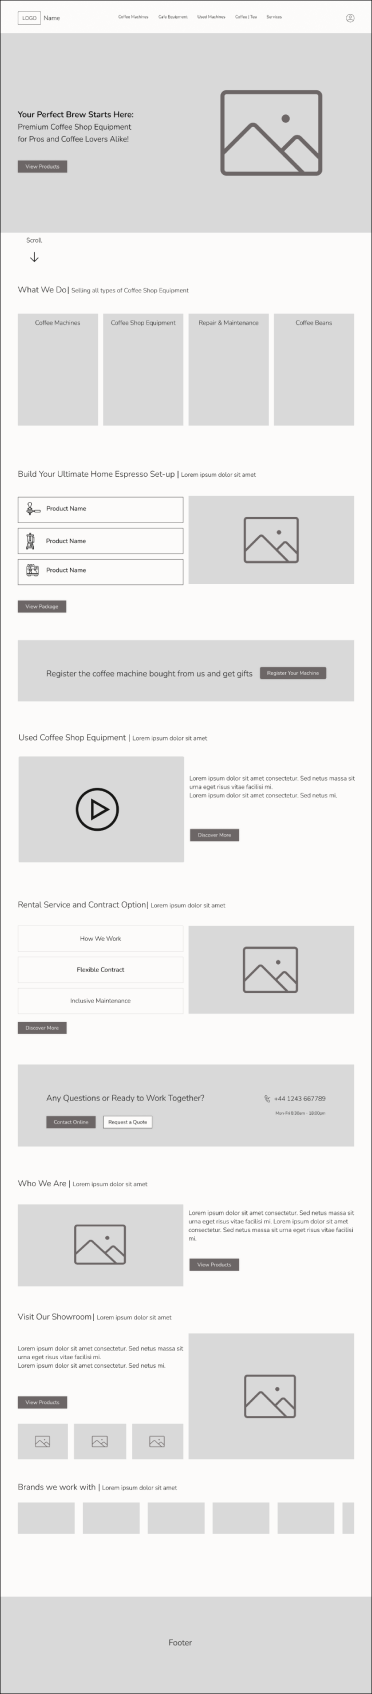 LOGO Name
Coffee Machines Cafe Equipment Used Machines Coffee | Tea Services
Your Perfect Brew Starts Here:
Premium Coffee Shop Equipment
for Pros and Coffee Lovers Alike!
View Products
Scroll
What We Do| Selling all types of Coffee Shop Equipment
Coffee Machines
Coffee Shop Equipment
Repair & Maintenance
Coffee Beans
Build Your Ultimate Home Espresso Set-up | Lorem ipsum dolor sit amet
Product Name
Product Name
Product Name
View Package
Register the coffee machine bought from us and get gifts
Register Your Machine
Used Coffee Shop Equipment | Lorem ipsum dolor sit amet
Lorem ipsum dolor sit amet consectetur. Sed netus massa sit
urna eget risus vitae facilisi mi.
Lorem ipsum dolor sit amet consectetur. Sed netus mi.
Discover More
Rental Service and Contract Option| Lorem ipsum dolor sit amet
How We Work
Flexible Contract
Inclusive Maintenance
Discover More
Any Questions or Ready to Work Together?
Contact Online
Request a Quote
+44 1243 667789
Who We Are | Lorem ipsum dolor sit amet
Lorem ipsum dolor sit amet consectetur. Sed netus massa sit
urna eget risus vitae facilisi mi. Lorem ipsum dolor sit amet
consectetur. Sed netus massa sit urna eget risus vitae facilisi
mi.
View Products
Visit Our Showroom| Lorem ipsum dolor sit amet
Lorem ipsum dolor sit amet consectetur. Sed netus massa sit
urna eget risus vitae facilisi mi.
Lorem ipsum dolor sit amet consectetur. Sed netus mi.
View Products
Brands we work with | Lorem ipsum dolor sit amet
Footer